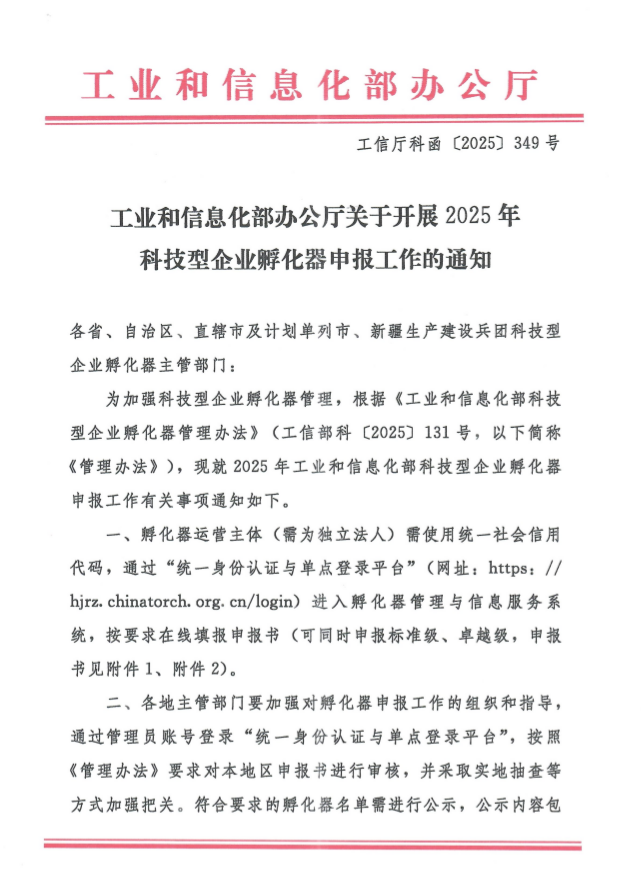 工业和信息化部办公厅
工信厅科函〔2025〕349 号
工业和信息化部办公厅关于开展 2025 年
科技型企业孵化器申报工作的通知
各省、自治区、直辖市及计划单列市、新疆生产建设兵团科技型
企业孵化器主管部门：
为加强科技型企业孵化器管理，根据《工业和信息化部科技
型企业孵化器管理办法》（工信部科〔2025〕131 号，以下简称
《管理办法》），现就 2025 年工业和信息化部科技型企业孵化器
申报工作有关事项通知如下。
一、孵化器运营主体（需为独立法人）需使用统一社会信用
代码，通过“统一身份认证与单点登录平台”（网址：https：//
hjrz.chinatorch.org.cn/login）进入孵化器管理与信息服务系
统，按要求在线填报申报书（可同时申报标准级、卓越级，申报
书见附件 1、附件 2）。
二、各地主管部门要加强对孵化器申报工作的组织和指导，
通过管理员账号登录“统一身份认证与单点登录平台”，按照
《管理办法》要求对本地区申报书进行审核，并采取实地抽查等
方式加强把关。符合要求的孵化器名单需进行公示，公示内容包